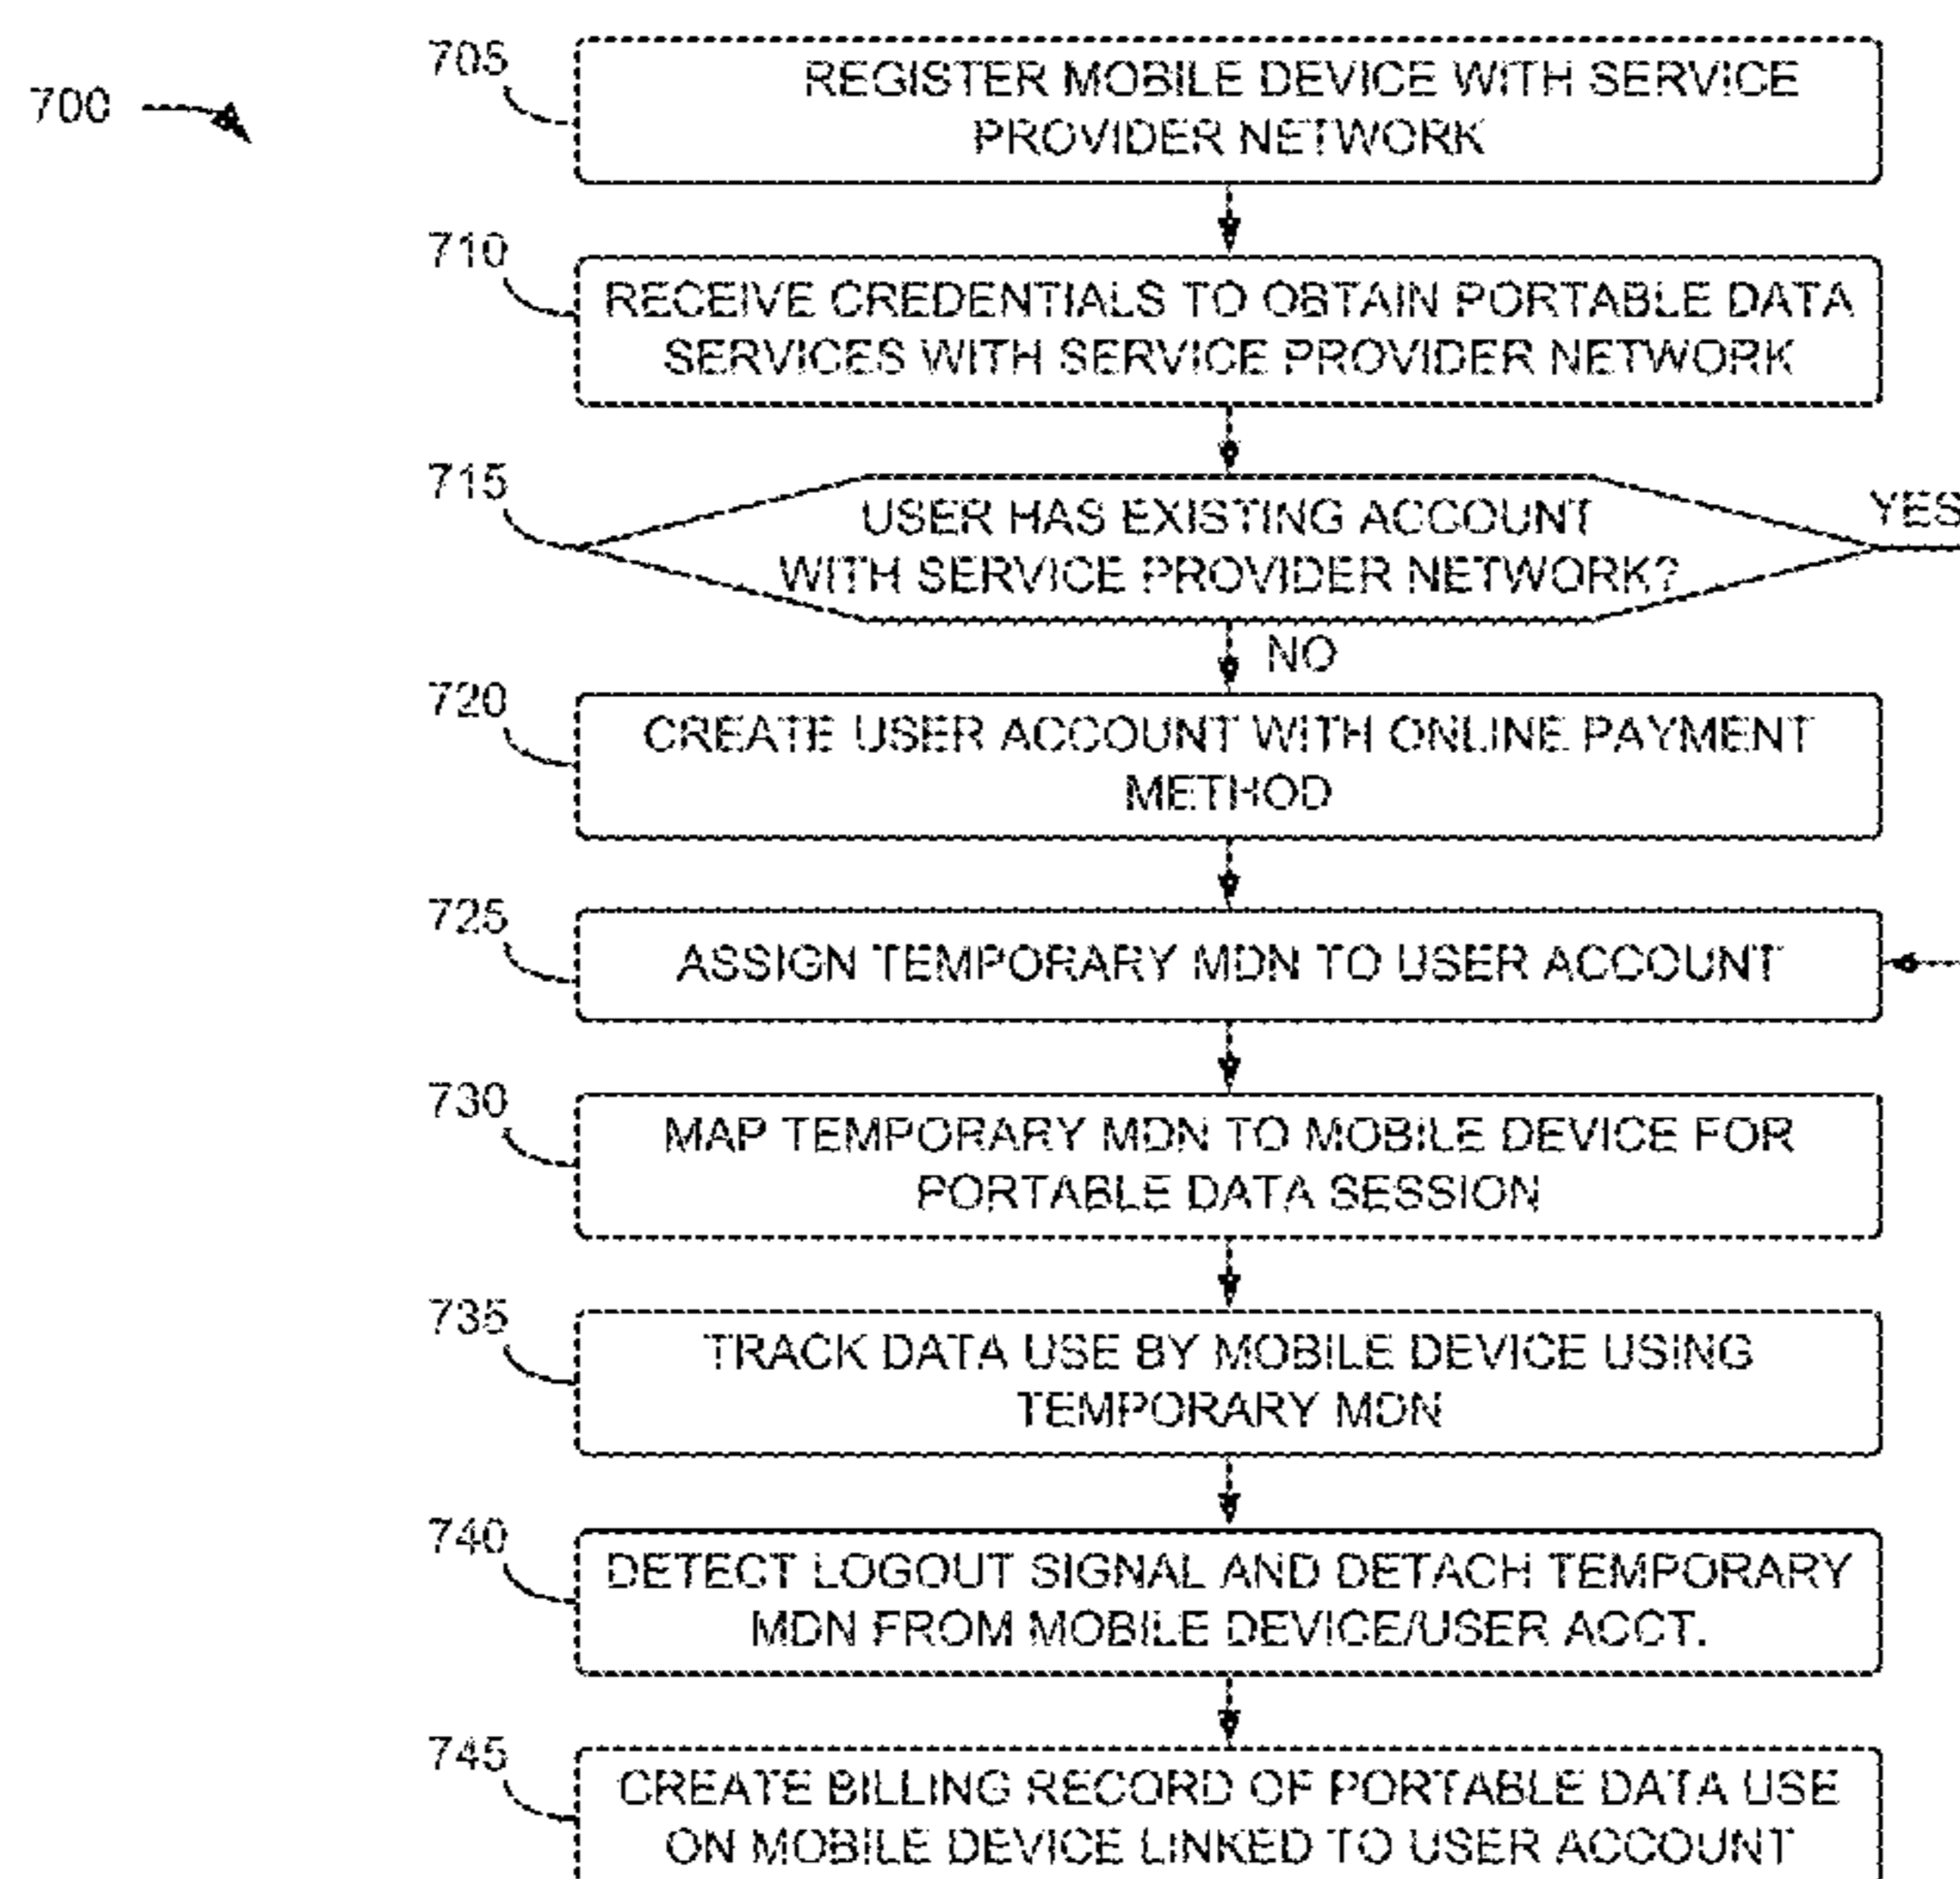 700
705
REGISTER MOBILE DEVICE WITH SERVICE
PROVIDER NETWORK
710
RECEIVE CREDENTIALS TO OBTAIN PORTABLE DATA
SERVICES WITH SERVICE PROVIDER NETWORK
715
USER HAS EXISTING ACCOUNT
WITH SERVICE PROVIDER NETWORK?
YES
NO
720
CREATE USER ACCOUNT WITH ONLINE PAYMENT
METHOD
725
ASSIGN TEMPORARY MDN TO USER ACCOUNT
730
MAP TEMPORARY MDN TO MOBILE DEVICE FOR
PORTABLE DATA SESSION
735
TRACK DATA USE BY MOBILE DEVICE USING
TEMPORARY MDN
740
DETECT LOGOUT SIGNAL AND DETACH TEMPORARY
MDN FROM MOBILE DEVICE/USER ACCT.
745
CREATE BILLING RECORD OF PORTABLE DATA USE
ON MOBILE DEVICE LINKED TO USER ACCOUNT